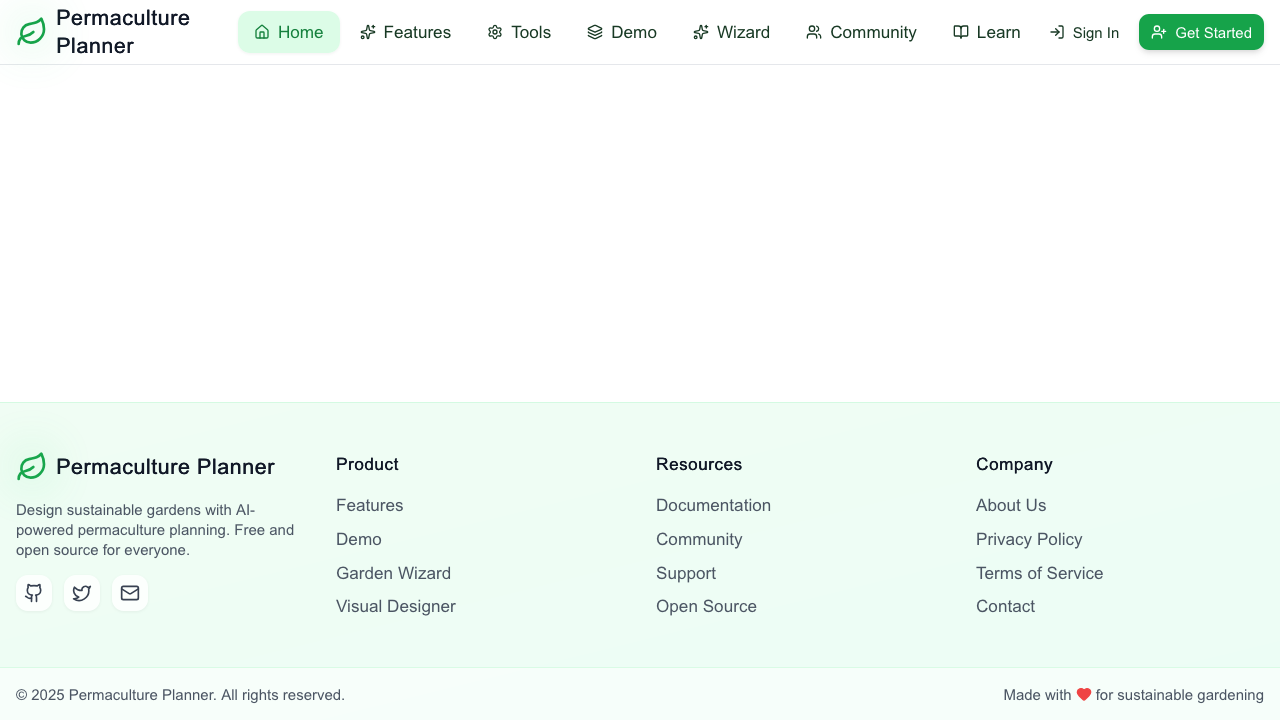 Permaculture
Planner
Home
Features
Tools
Demo
Wizard
Community
Learn
Sign In
Get Started
Permaculture Planner
Design sustainable gardens with AI-
powered permaculture planning. Free and
open source for everyone.
Product
Features
Demo
Garden Wizard
Visual Designer
Resources
Documentation
Community
Support
Open Source
Company
About Us
Privacy Policy
Terms of Service
Contact
© 2025 Permaculture Planner. All rights reserved.
Made with ❤️ for sustainable gardening